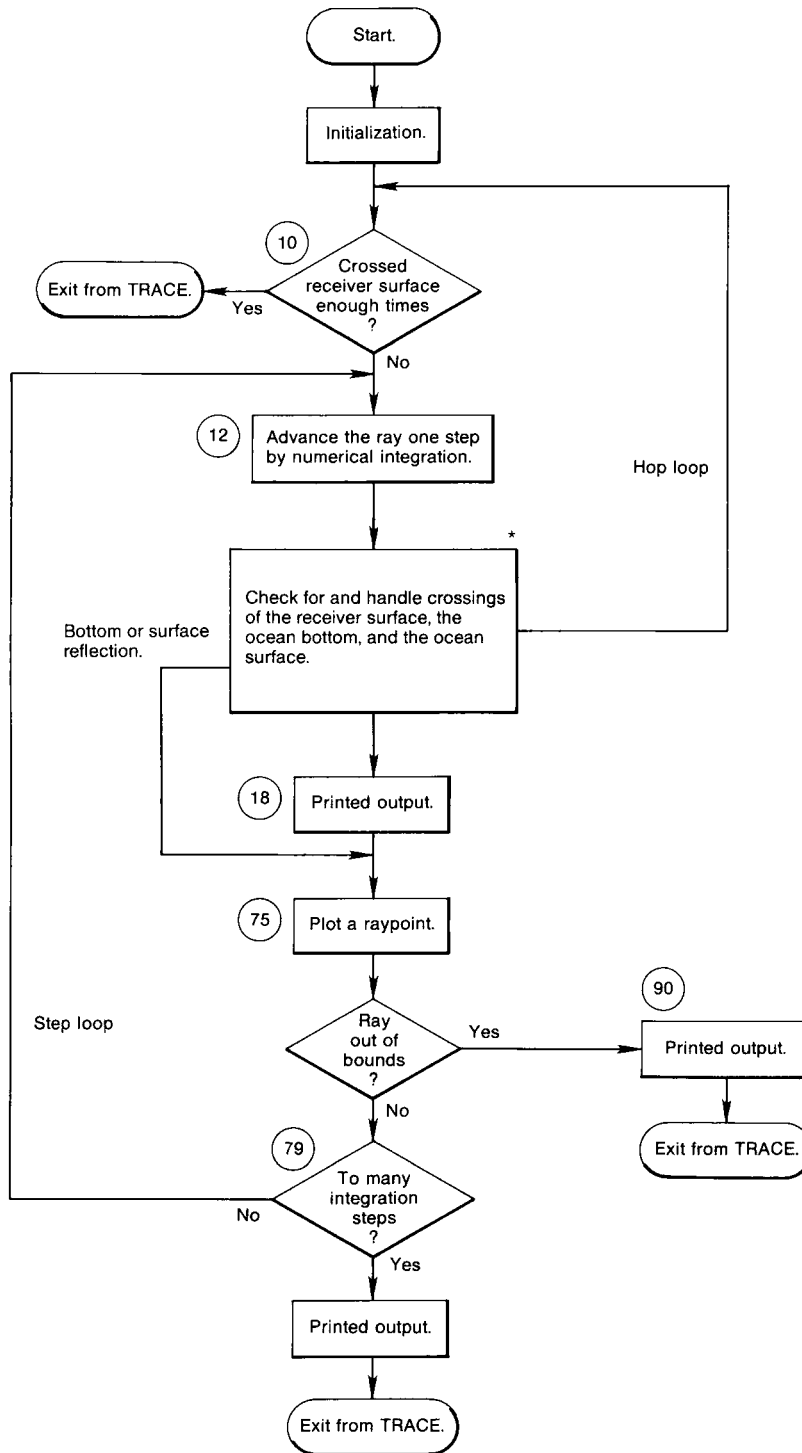 Start.
Initialization.
10
Crossed
receiver surface
enough times
?
Exit from TRACE.
Yes
No
12
Advance the ray one step
by numerical integration.
Hop loop
*
Check for and handle crossings
of the receiver surface, the
ocean bottom, and the ocean
surface.
Bottom or surface
reflection.
18
Printed output.
75
Plot a raypoint.
Step loop
Ray
out of
bounds
?
Yes
90
Printed output.
Exit from TRACE.
No
79
To many
integration
steps
?
No
Yes
Printed output.
Exit from TRACE.